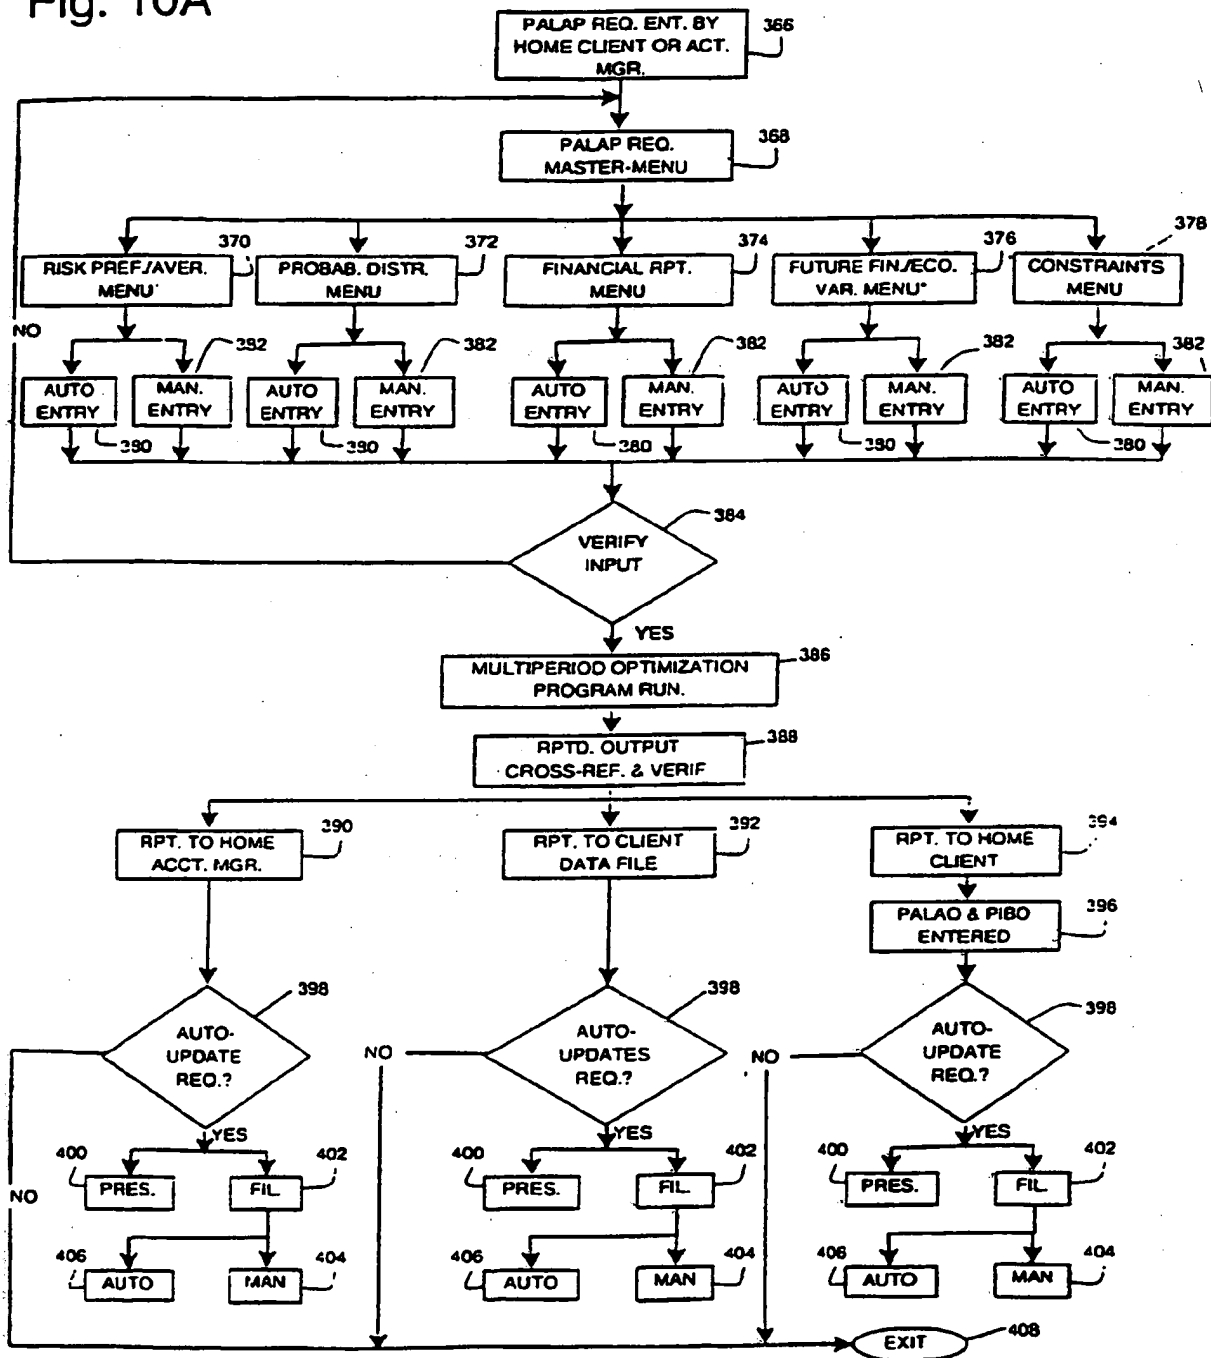 Fig. 10A
PALAP REQ. ENT. BY
HOME CLIENT OR ACT.
MGR.
366
PALAP REQ.
MASTER-MENU
368
370
372
374
376
378
RISK PREF./AVER.
MENU
PROBAB. DISTR.
MENU
FINANCIAL RPT.
MENU
FUTURE FIN./ECO.
VAR. MENU
CONSTRAINTS
MENU
NO
382
382
382
382
382
AUTO
ENTRY
MAN.
ENTRY
AUTO
ENTRY
MAN.
ENTRY
AUTO
ENTRY
MAN.
ENTRY
AUTO
ENTRY
MAN.
ENTRY
AUTO
ENTRY
MAN.
ENTRY
380
380
380
380
380
384
VERIFY
INPUT
YES
MULTIPERIOD OPTIMIZATION
PROGRAM RUN.
386
RPTD. OUTPUT
CROSS-REF. & VERIF
388
RPT. TO HOME
ACCT. MGR.
390
RPT. TO CLIENT
DATA FILE
392
RPT. TO HOME
CLIENT
394
PALAO & PIBO
ENTERED
396
398
398
398
AUTO-
UPDATE
REQ.?
NO
AUTO-
UPDATES
REQ.?
NO
AUTO-
UPDATE
REQ.?
YES
YES
YES
400
402
400
402
400
402
NO
PRES.
FIL.
PRES.
FIL.
PRES.
FIL.
406
404
406
404
406
404
AUTO
MAN
AUTO
MAN
AUTO
MAN
EXIT
408